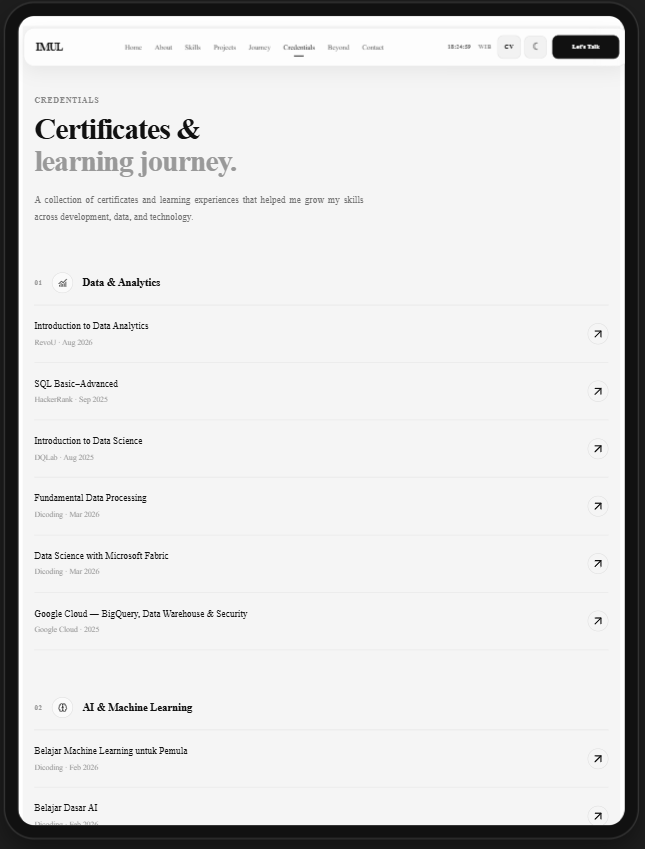 IMUL
Home About Skills Projects Journey Credentials Beyond Contact
18:24:59 WIB CV Let's Talk
CREDENTIALS
Certificates &
learning journey.
A collection of certificates and learning experiences that helped me grow my skills
across development, data, and technology.
01 Data & Analytics
Introduction to Data Analytics
RevoU · Aug 2026
SQL Basic–Advanced
HackerRank · Sep 2025
Introduction to Data Science
DQLab · Aug 2025
Fundamental Data Processing
Dicoding · Mar 2026
Data Science with Microsoft Fabric
Dicoding · Mar 2026
Google Cloud — BigQuery, Data Warehouse & Security
Google Cloud · 2025
02 AI & Machine Learning
Belajar Machine Learning untuk Pemula
Dicoding · Feb 2026
Belajar Dasar AI
Dicoding · Feb 2026